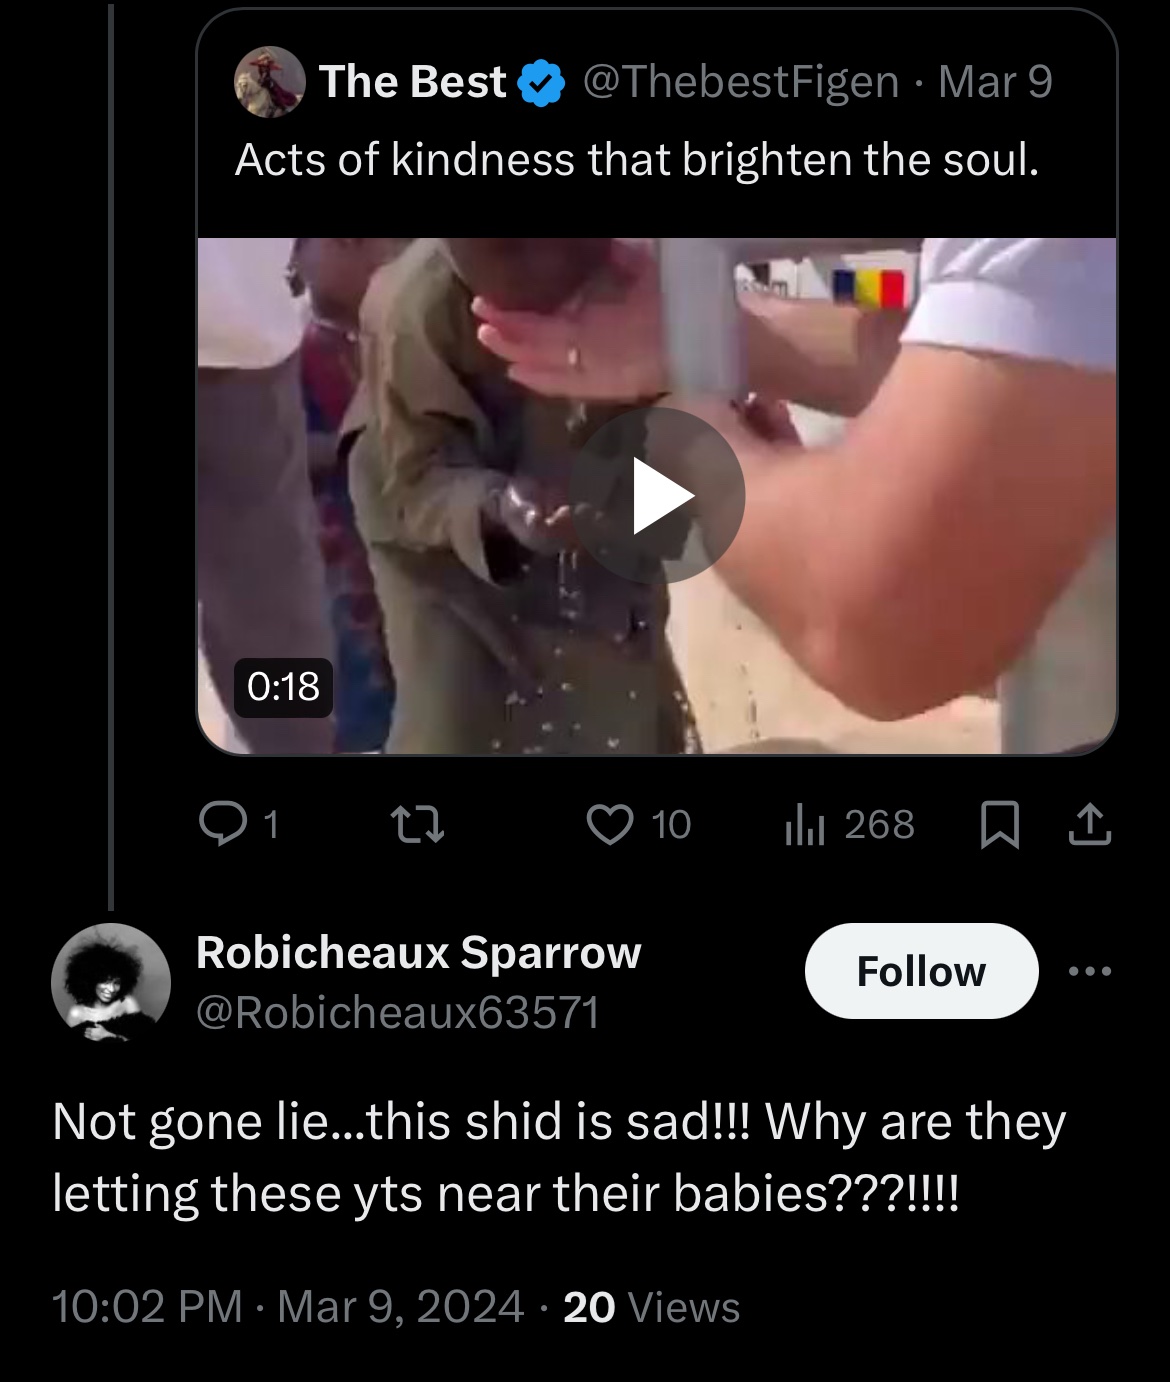 The Best @ThebestFigen · Mar 9
Acts of kindness that brighten the soul.
0:18
1 10 268
Robicheaux Sparrow
Follow
@Robicheaux63571
Not gone lie...this shid is sad!!! Why are they
letting these yts near their babies???!!!!
10:02 PM · Mar 9, 2024 · 20 Views